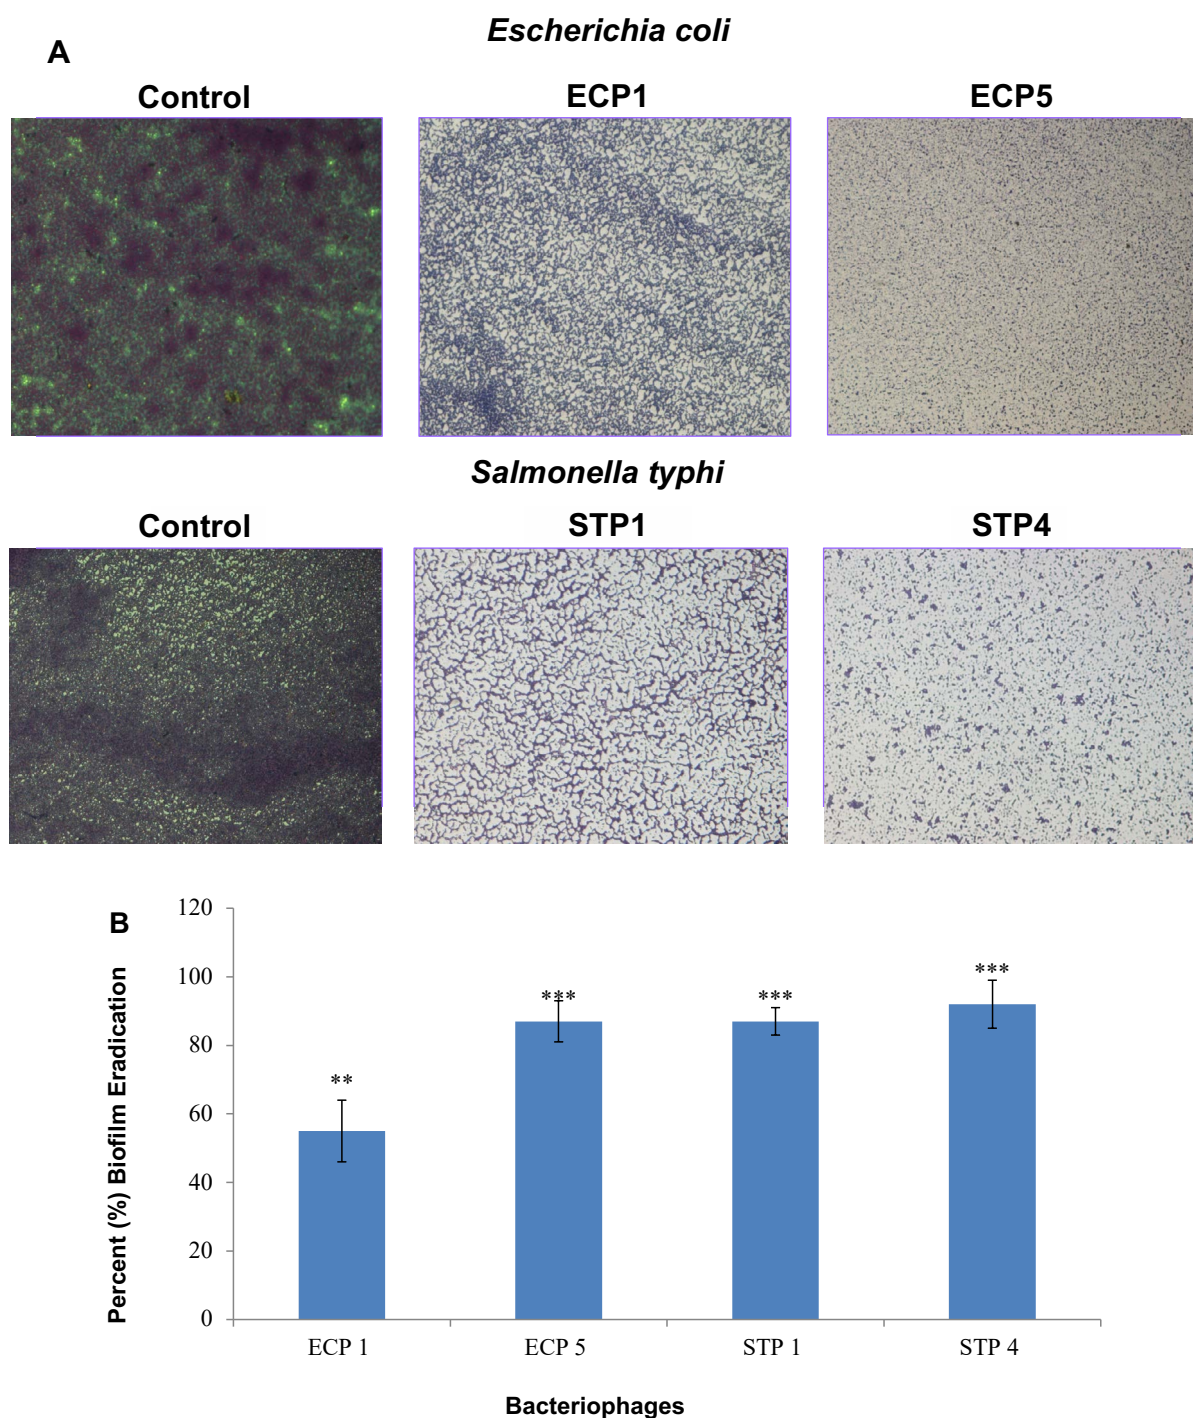 A
Escherichia coli
Control ECP1 ECP5
Salmonella typhi
Control STP1 STP4
B
Percent (%) Biofilm Eradication
120
100
80
60
40
20
0
** *** *** ***
ECP 1 ECP 5 STP 1 STP 4
Bacteriophages